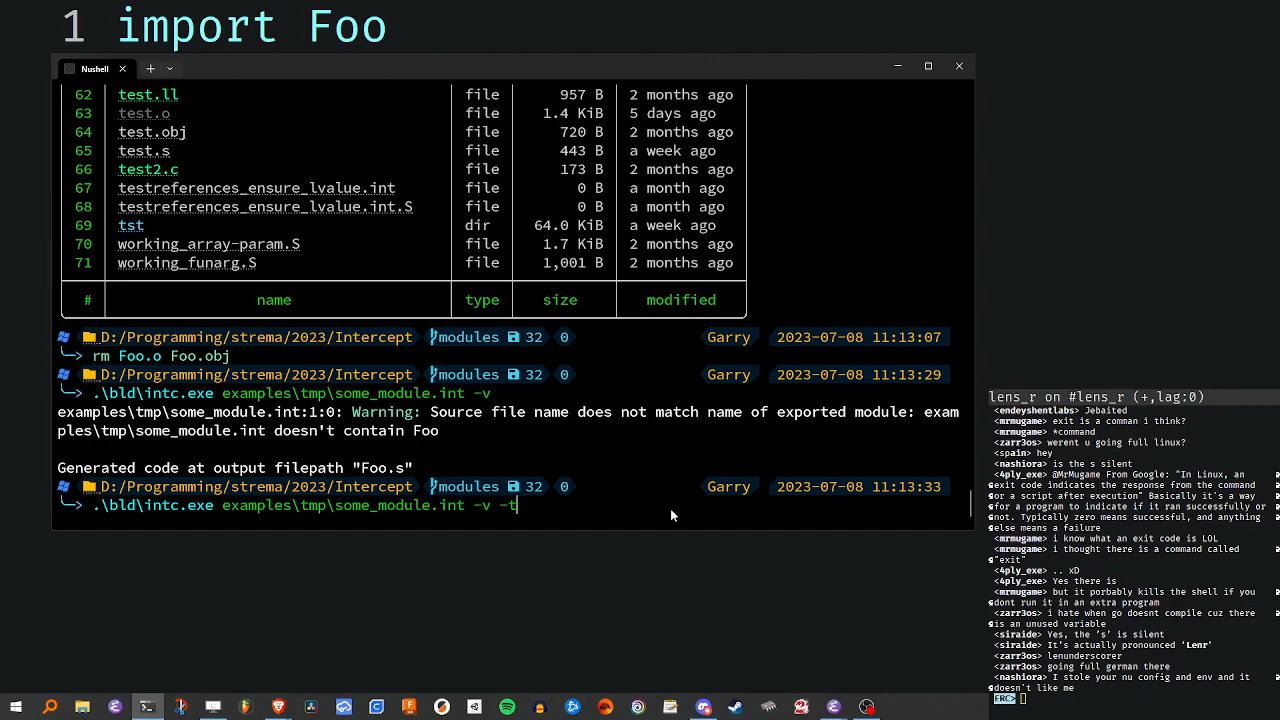 1 import Foo
Nushell
62 test.ll file 957 B 2 months ago
63 test.o file 1.4 KiB 5 days ago
64 test.obj file 720 B 2 months ago
65 test.s file 443 B a week ago
66 test2.c file 173 B 2 months ago
67 testreferences_ensure_lvalue.int file 0 B a month ago
68 testreferences_ensure_lvalue.int.S file 0 B a month ago
69 tst dir 64.0 KiB a week ago
70 working_array-param.S file 1.7 KiB 2 months ago
71 working_funarg.S file 1,001 B 2 months ago
# name type size modified
D:/Programming/strema/2023/Intercept modules 32 0 Garry 2023-07-08 11:13:07
rm Foo.o Foo.obj
D:/Programming/strema/2023/Intercept modules 32 0 Garry 2023-07-08 11:13:29
.\bld\intc.exe examples\tmp\some_module.int -v
examples\tmp\some_module.int:1:0: Warning: Source file name does not match name of exported module: exam
ples\tmp\some_module.int doesn't contain Foo
Generated code at output filepath "Foo.s"
D:/Programming/strema/2023/Intercept modules 32 0 Garry 2023-07-08 11:13:33
.\bld\intc.exe examples\tmp\some_module.int -v -t
lens_r on #lens_r (+,lag:0)
<endeyshentlabs> Jebaited
<mrmugame> exit is a comman i think?
<mrmugame> *command
<zarr3os> werent u going full linux?
<spain> hey
<nashiora> is the s silent
<4ply_exe> @MrMugame From Google: "In Linux, an
exit code indicates the response from the command
or a script after execution" Basically it's a way
for a program to indicate if it ran successfully or
not. Typically zero means successful, and anything
else means a failure
<mrmugame> i know what an exit code is LOL
<mrmugame> i thought there is a command called
"exit"
<4ply_exe> .. xD
<4ply_exe> Yes there is
<mrmugame> but it porbably kills the shell if you
dont run it in an extra program
<zarr3os> i hate when go doesnt compile cuz there
is an unused variable
<siraide> Yes, the ’s’ is silent
<siraide> It’s actually pronounced ‘Lenr’
<zarr3os> lenunderscorer
<zarr3os> going full german there
<nashiora> I stole your nu config and env and it
doesn't like me
ERC>